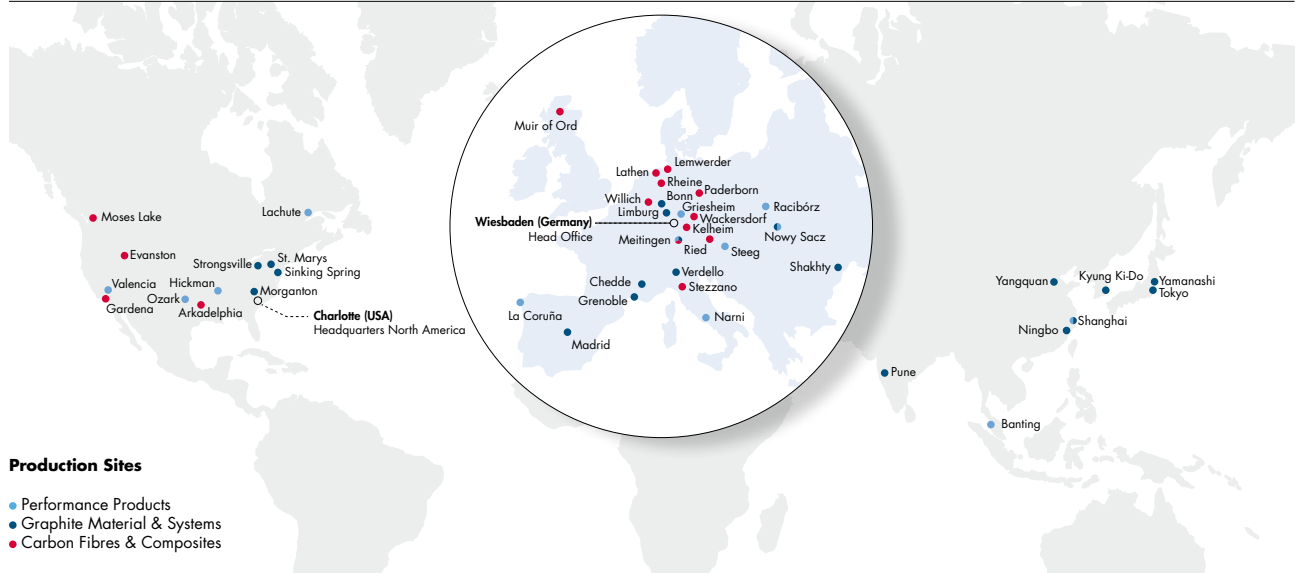 Muir of Ord
Lemwerder
Lathen
Rheine
Paderborn
Bonn
Willich
Griesheim
Racibórz
Limburg
Wackersdorf
Wiesbaden (Germany)
Head Office
Kelheim
Nowy Sacz
Meitingen
Ried
Steeg
Shakhty
Verdello
Chedde
Stezzano
Grenoble
La Coruña
Narni
Madrid
Moses Lake
Lachute
Evanston
St. Marys
Strongsville
Sinking Spring
Valencia
Hickman
Morganton
Ozark
Gardena
Arkadelphia
Charlotte (USA)
Headquarters North America
Yangquan
Kyung Ki-Do
Yamanashi
Tokyo
Shanghai
Ningbo
Pune
Banting
Production Sites
Performance Products
Graphite Material & Systems
Carbon Fibres & Composites